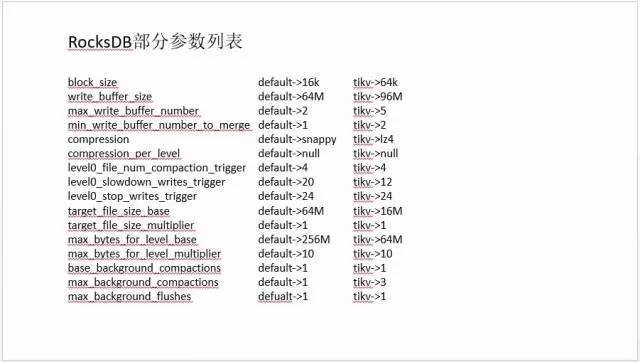 RocksDB部分参数列表
block_size default->16k tikv->64k
write_buffer_size default->64M tikv->96M
max_write_buffer_number default->2 tikv->5
min_write_buffer_number_to_merge default->1 tikv->2
compression default->snappy tikv->lz4
compression_per_level default->null tikv->null
level0_file_num_compaction_trigger default->4 tikv->4
level0_slowdown_writes_trigger default->20 tikv->12
level0_stop_writes_trigger default->24 tikv->24
target_file_size_base default->64M tikv->16M
target_file_size_multiplier default->1 tikv->1
max_bytes_for_level_base default->256M tikv->64M
max_bytes_for_level_multiplier default->10 tikv->10
base_background_compactions default->1 tikv->1
max_background_compactions default->1 tikv->3
max_background_flushes defualt->1 tikv->1